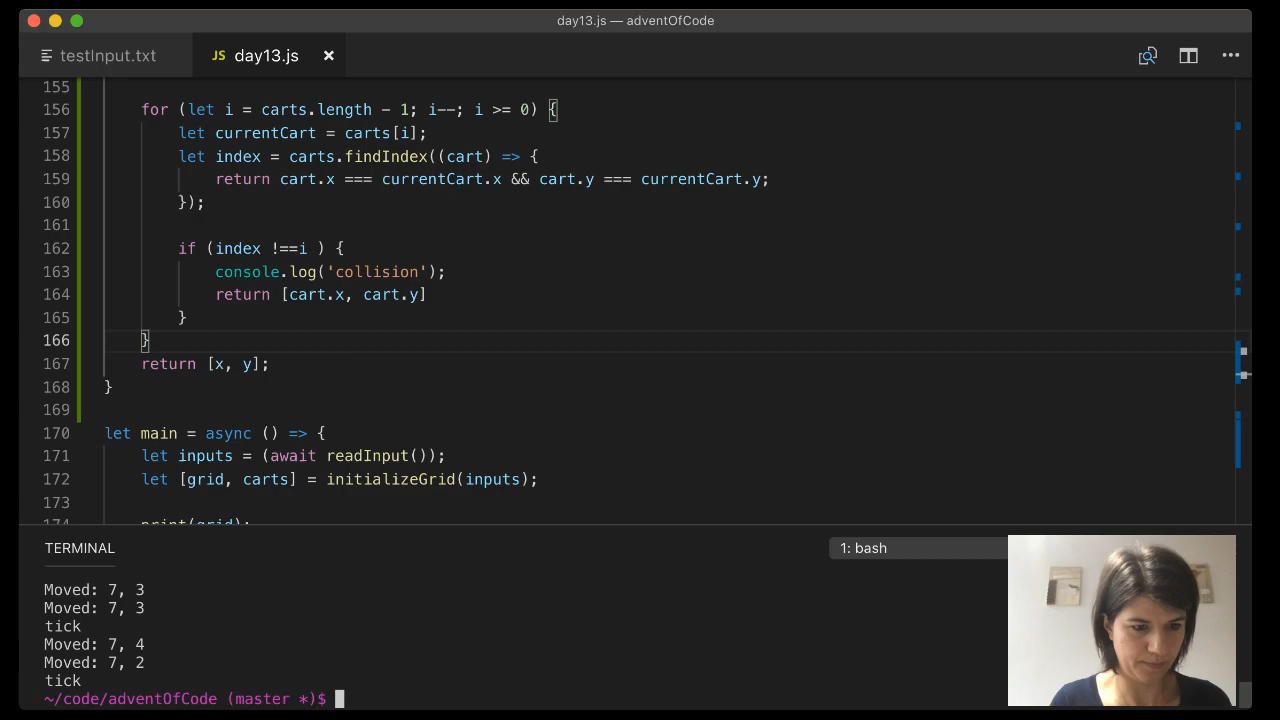 day13.js — adventOfCode
testInput.txt
JS day13.js ×
155
156 for (let i = carts.length - 1; i--; i >= 0) {
157 let currentCart = carts[i];
158 let index = carts.findIndex((cart) => {
159 return cart.x === currentCart.x && cart.y === currentCart.y;
160 });
161
162 if (index !==i ) {
163 console.log('collision');
164 return [cart.x, cart.y]
165 }
166 }
167 return [x, y];
168 }
169
170 let main = async () => {
171 let inputs = (await readInput());
172 let [grid, carts] = initializeGrid(inputs);
173
174 print(grid);
TERMINAL
1: bash
Moved: 7, 3
Moved: 7, 3
tick
Moved: 7, 4
Moved: 7, 2
tick
~/code/adventOfCode (master *)$